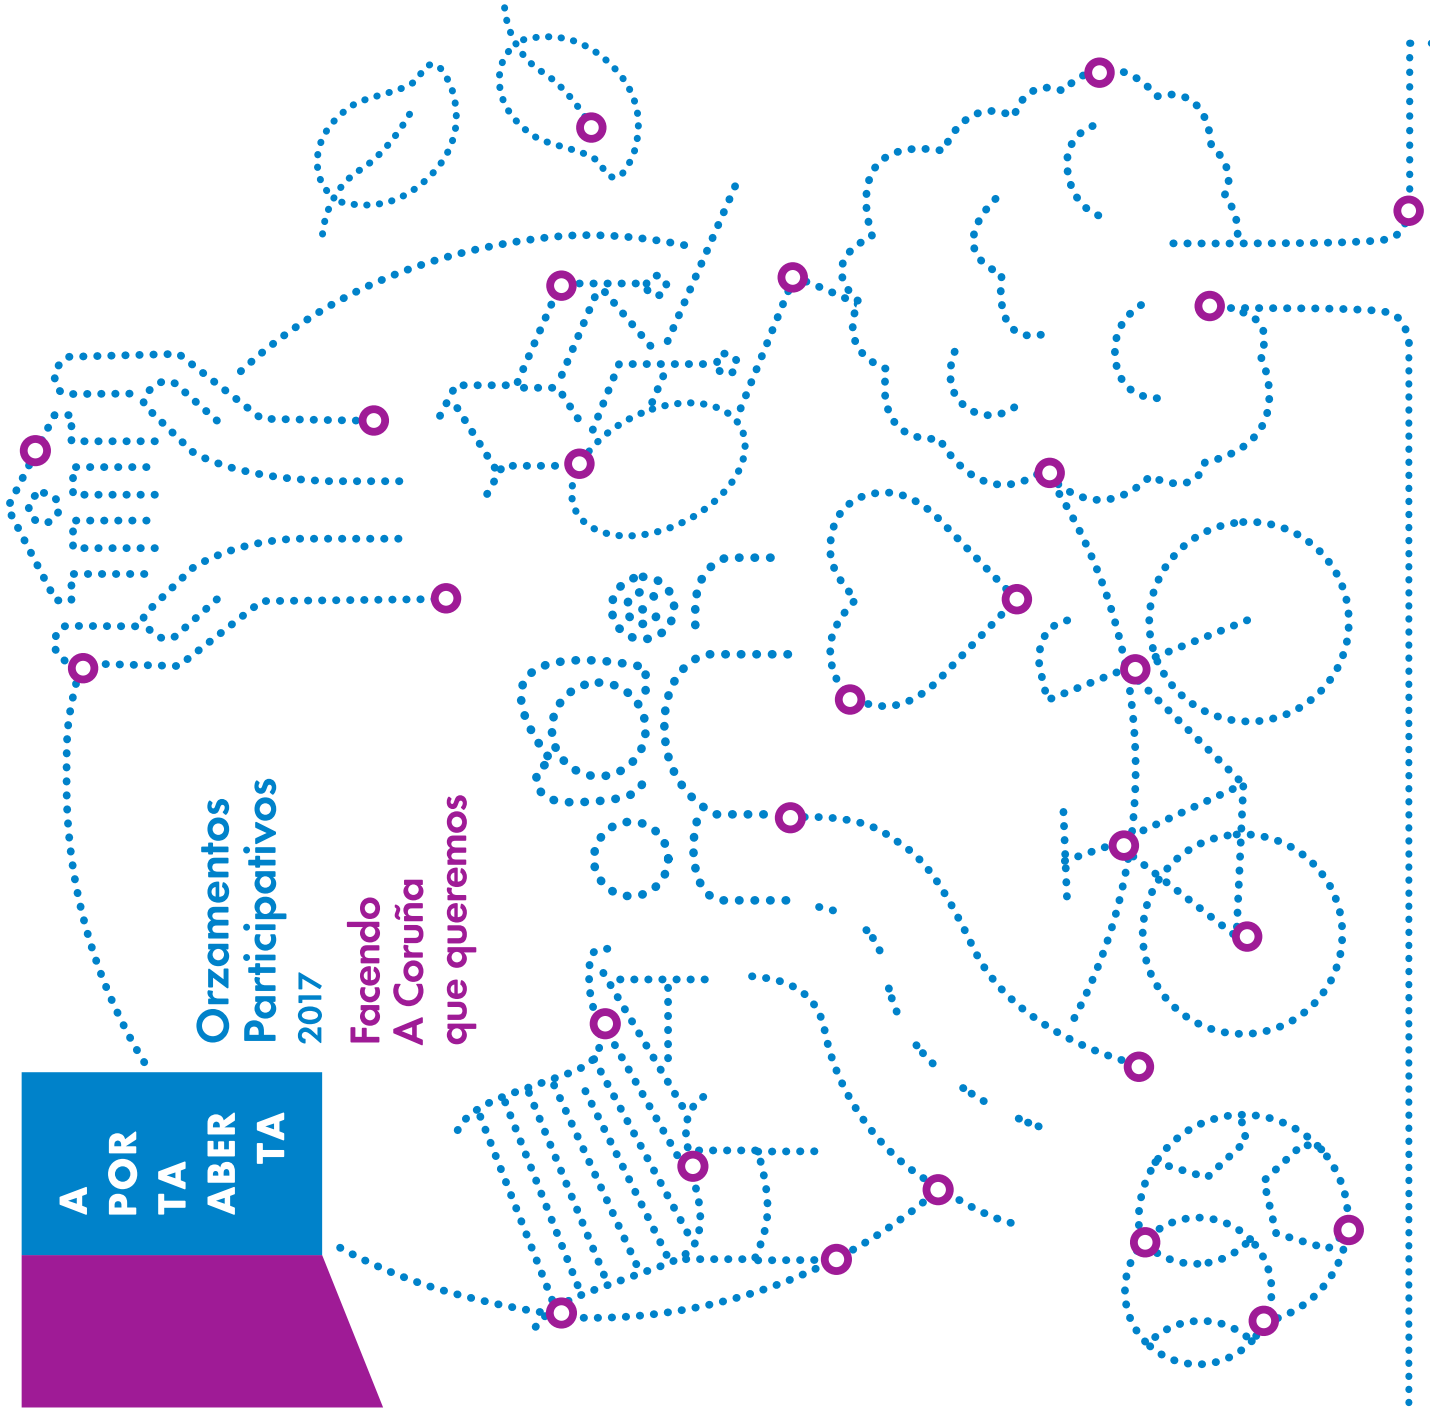 A
POR
TA
ABER
TA
Orzamentos
Participativos
2017
Facendo
A Coruña
que queremos